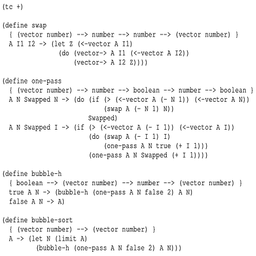 (tc +)
(define swap
{ (vector number) --> number --> number --> (vector number) }
A I1 I2 -> (let Z (<-vector A I1)
(do (vector-> A I1 (<-vector A I2))
(vector-> A I2 Z))))
(define one-pass
{ (vector number) --> number --> boolean --> number --> boolean }
A N Swapped N -> (do (if (> (<-vector A (- N 1)) (<-vector A N))
(swap A (- N 1) N))
Swapped)
A N Swapped I -> (if (> (<-vector A (- I 1)) (<-vector A I))
(do (swap A (- I 1) I)
(one-pass A N true (+ I 1)))
(one-pass A N Swapped (+ I 1))))
(define bubble-h
{ boolean --> (vector number) --> number --> (vector number) }
true A N -> (bubble-h (one-pass A N false 2) A N)
false A N -> A)
(define bubble-sort
{ (vector number) --> (vector number) }
A -> (let N (limit A)
(bubble-h (one-pass A N false 2) A N)))